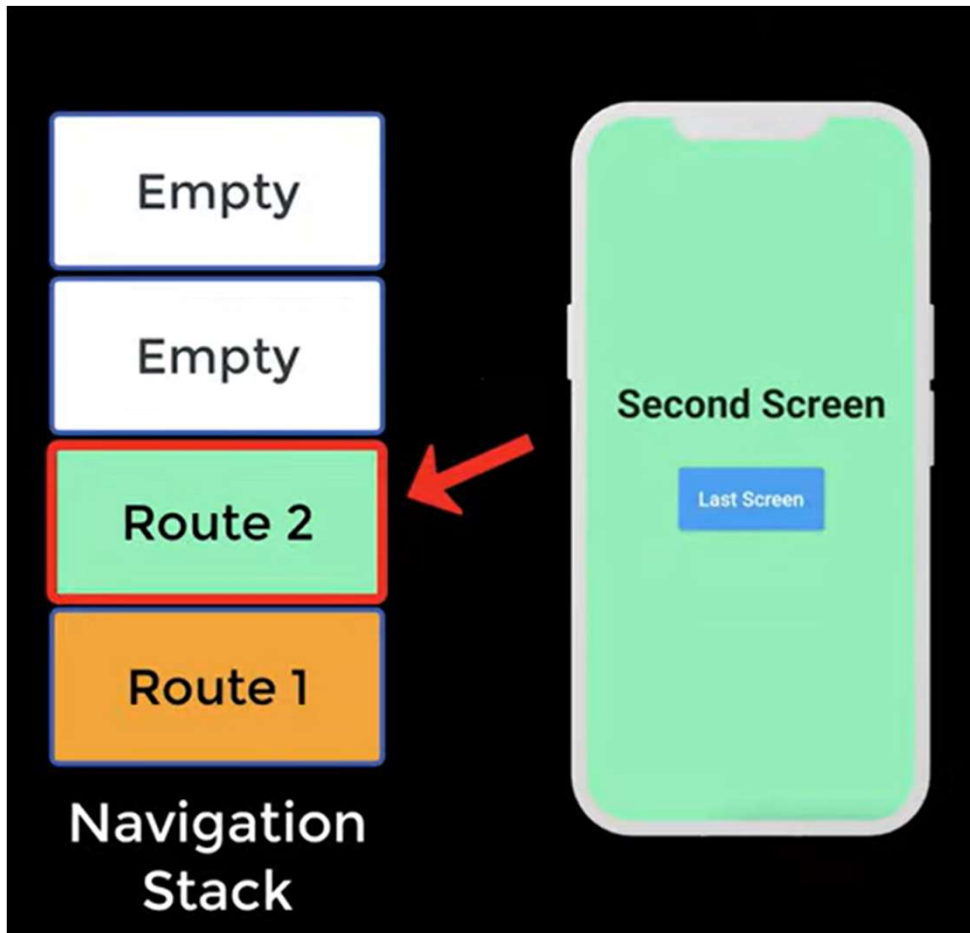 Empty
Empty
Route 2
Route 1
Navigation
Stack
Second Screen
Last Screen